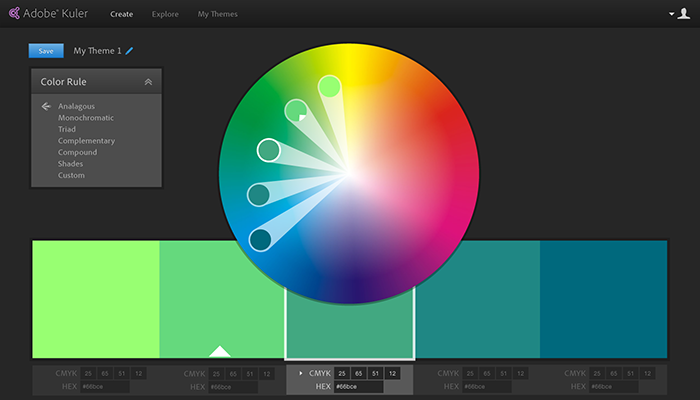 Adobe® Kuler Create Explore My Themes
Save My Theme 1
Color Rule
Analagous
Monochromatic
Triad
Complementary
Compound
Shades
Custom
CMYK 25 65 51 12 CMYK 25 65 51 12 CMYK 25 65 51 12 CMYK 25 65 51 12 CMYK 25 65 51 12
HEX #66bce HEX #66bce HEX #66bce HEX #66bce HEX #66bce